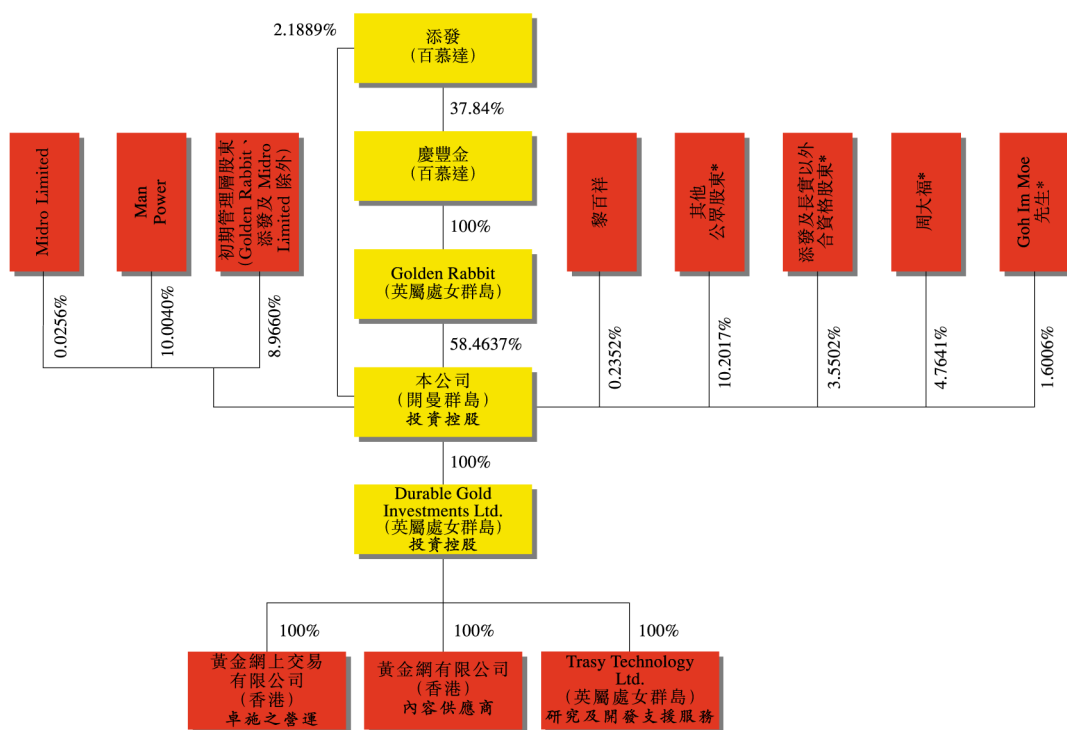 2.1889%
添發
（百慕達）
37.84%
慶豐金
（百慕達）
100%
Golden Rabbit
（英屬處女群島）
58.4637%
Midro Limited
Man
Power
初期管理層股東
（Golden Rabbit、
添發及 Midro
Limited 除外）
黎百祥
其他
公眾股東*
添發及長實以外
合資格股東*
周大福*
Goh Im Moe
先生*
0.0256%
10.0040%
8.9660%
0.2352%
10.2017%
3.5502%
4.7641%
1.6006%
本公司
（開曼群島）
投資控股
100%
Durable Gold
Investments Ltd.
（英屬處女群島）
投資控股
100%
100%
100%
黃金網上交易
有限公司
（香港）
卓施之營運
黃金網有限公司
（香港）
內容供應商
Trasy Technology
Ltd.
（英屬處女群島）
研究及開發支援服務